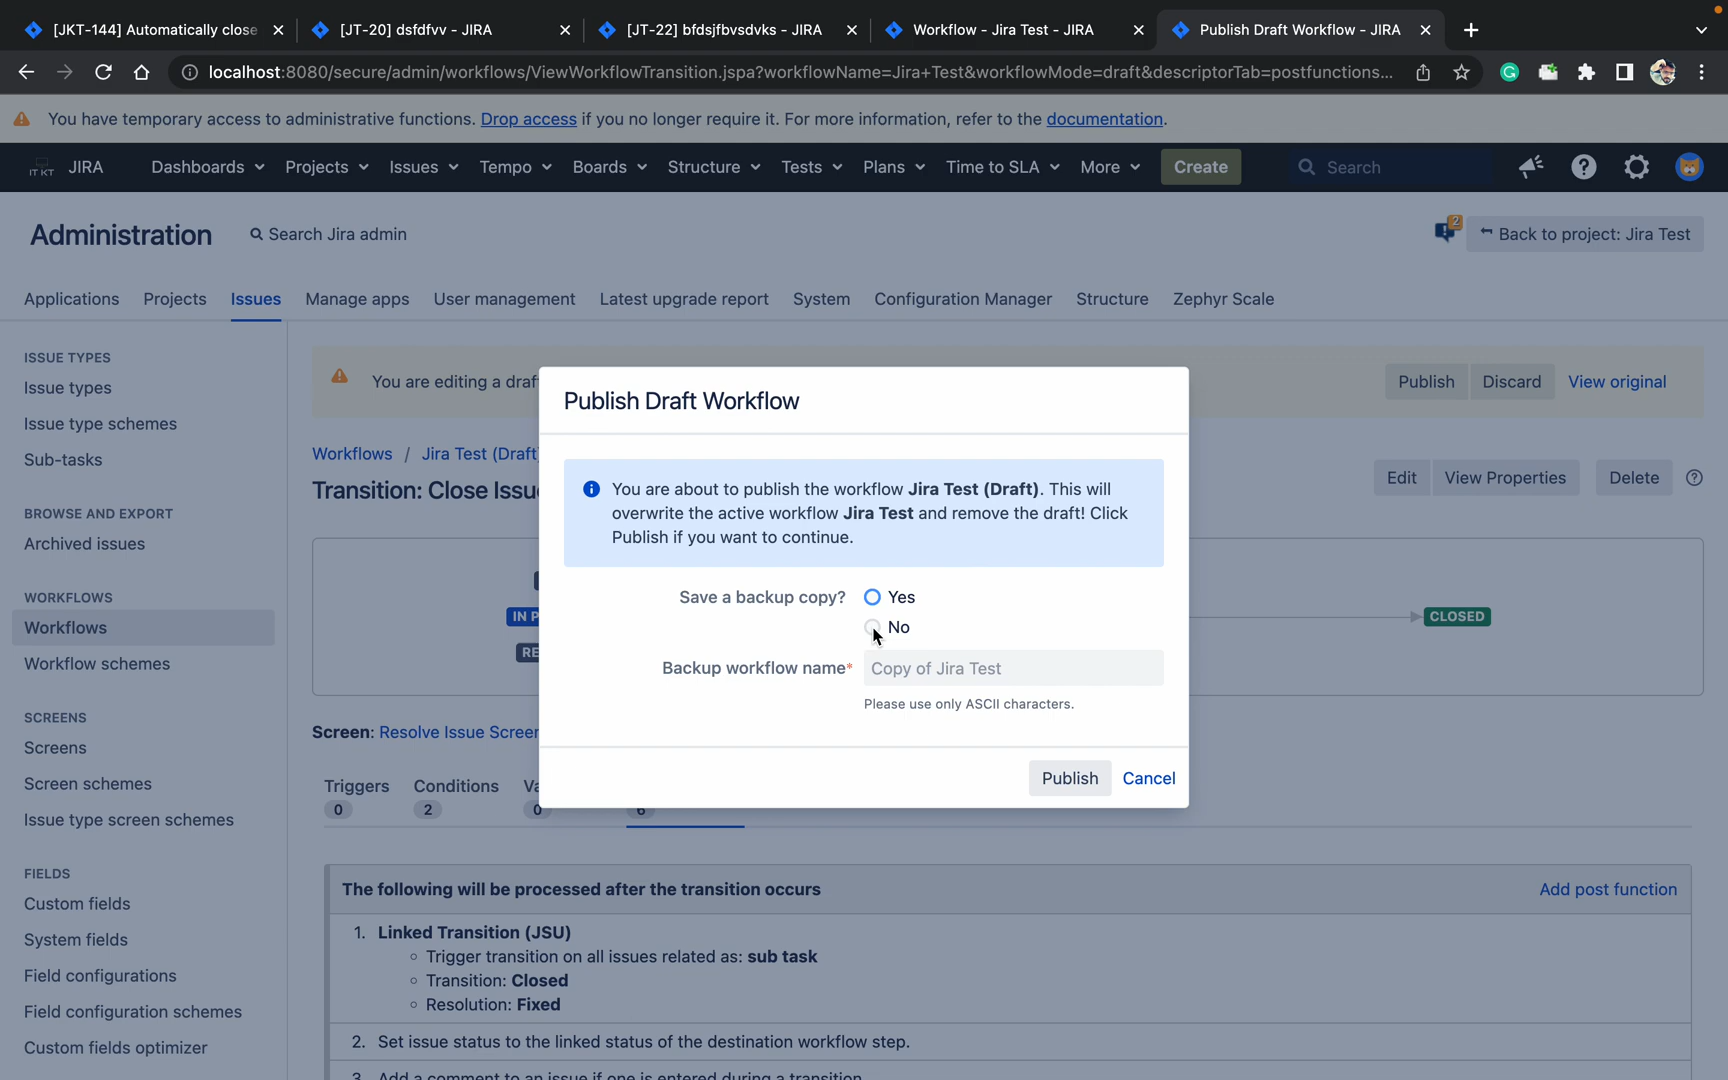 [JKT-144] Automatically close
[JT-20] dsfdfvv - JIRA
[JT-22] bfdsjfbvsdvks - JIRA
Workflow - Jira Test - JIRA
Publish Draft Workflow - JIRA
localhost:8080/secure/admin/workflows/ViewWorkflowTransition.jspa?workflowName=Jira+Test&workflowMode=draft&descriptorTab=postfunctions...
You have temporary access to administrative functions. Drop access if you no longer require it. For more information, refer to the documentation.
IT KT JIRA Dashboards Projects Issues Tempo Boards Structure Tests Plans Time to SLA More Create Search
Administration Search Jira admin 2 Back to project: Jira Test
Applications Projects Issues Manage apps User management Latest upgrade report System Configuration Manager Structure Zephyr Scale
ISSUE TYPES
Issue types
Issue type schemes
Sub-tasks
BROWSE AND EXPORT
Archived issues
WORKFLOWS
Workflows
Workflow schemes
SCREENS
Screens
Screen schemes
Issue type screen schemes
FIELDS
Custom fields
System fields
Field configurations
Field configuration schemes
Custom fields optimizer
You are editing a draf
Publish Discard View original
Workflows / Jira Test (Draft
Transition: Close Issu
Edit View Properties Delete
IN P
RE
CLOSED
Screen: Resolve Issue Screen
Triggers Conditions Va
0 2 0 6
Publish Draft Workflow
You are about to publish the workflow Jira Test (Draft). This will
overwrite the active workflow Jira Test and remove the draft! Click
Publish if you want to continue.
Save a backup copy? Yes
No
Backup workflow name* Copy of Jira Test
Please use only ASCII characters.
Publish Cancel
The following will be processed after the transition occurs Add post function
1. Linked Transition (JSU)
Trigger transition on all issues related as: sub task
Transition: Closed
Resolution: Fixed
2. Set issue status to the linked status of the destination workflow step.
3. Add a comment to an issue if one is entered during a transition.